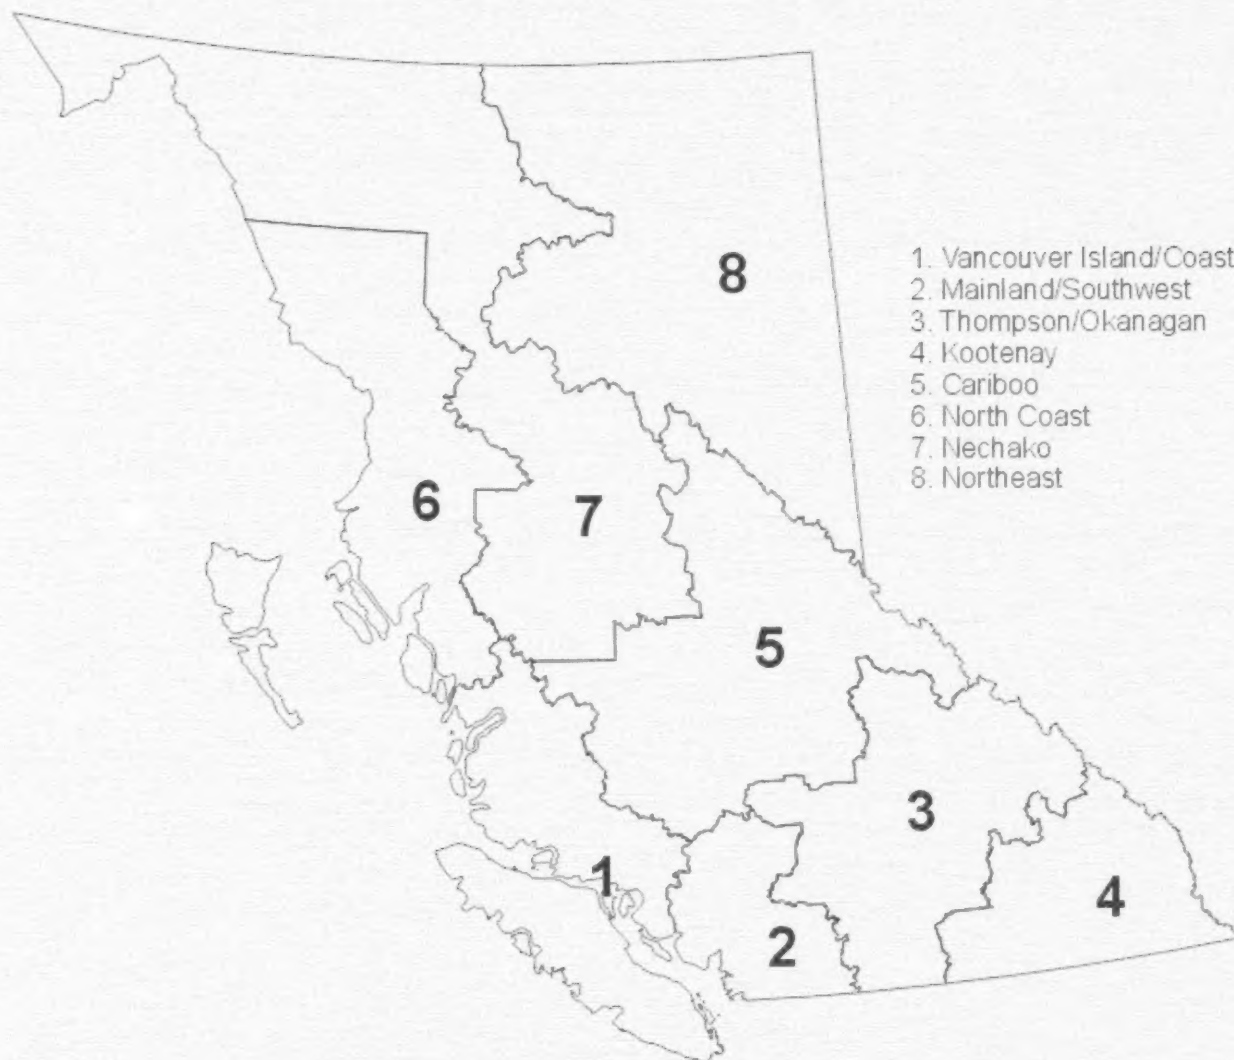 8
1. Vancouver Island/Coast
2. Mainland/Southwest
3. Thompson/Okanagan
4. Kootenay
5. Cariboo
6. North Coast
7. Nechako
8. Northeast
6
7
5
3
1
4
2